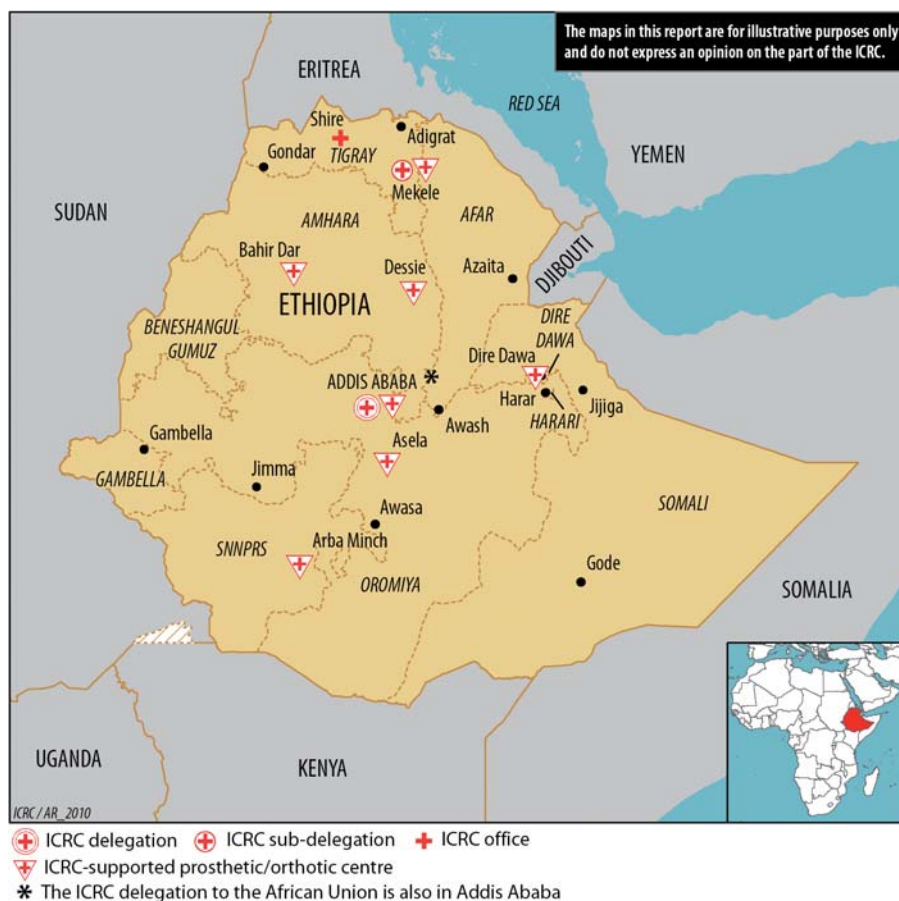 The maps in this report are for illustrative purposes only
and do not express an opinion on the part of the ICRC.
ERITREA
RED SEA
Shire
Adigrat
TIGRAY
Gondar
YEMEN
Mekele
SUDAN
AFAR
AMHARA
DJIBOUTI
Bahir Dar
Dessie
Azaita
ETHIOPIA
BENESHANGUL
GUMUZ
DIRE
DAWA
Dire Dawa
ADDIS ABABA
*
Harar
HARARI
Jijiga
Awash
Gambella
Asela
GAMBELLA
Jimma
SOMALI
Awasa
SNNPRS
Arba Minch
OROMIYA
Gode
SOMALIA
UGANDA
KENYA
ICRC / AR_2010
ICRC delegation ICRC sub-delegation ICRC office
ICRC-supported prosthetic/orthotic centre
* The ICRC delegation to the African Union is also in Addis Ababa